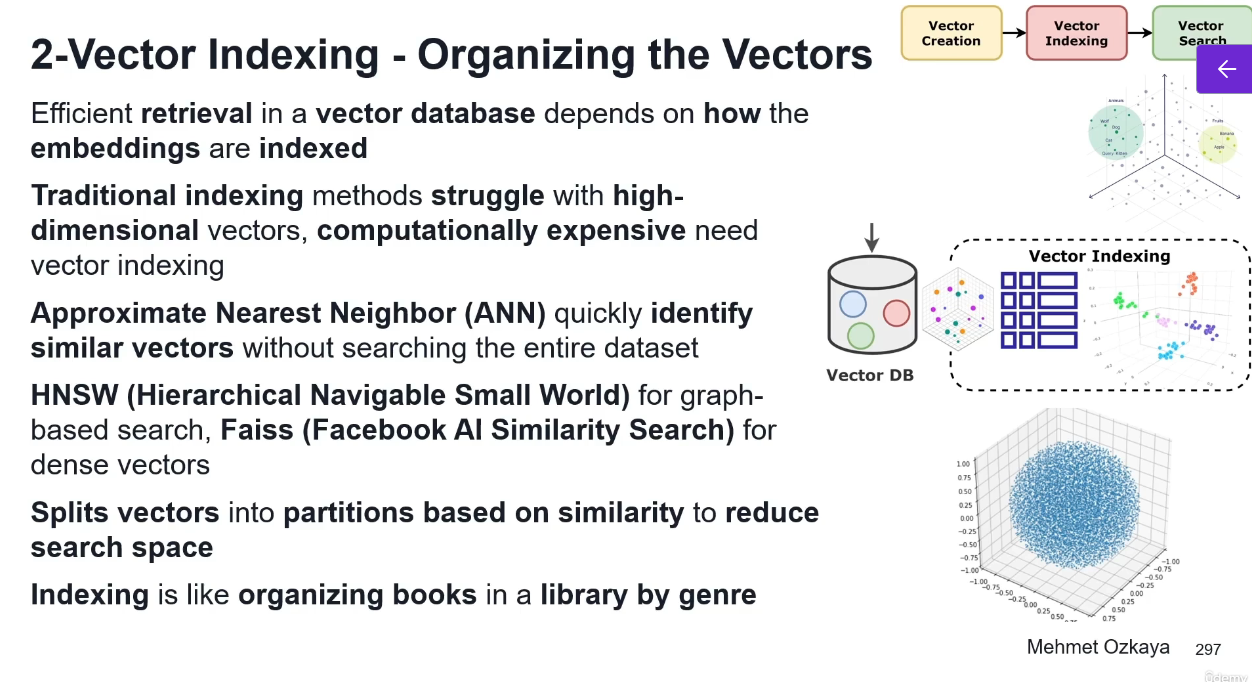 2-Vector Indexing - Organizing the Vectors
Vector
Creation
Vector
Indexing
Vector
Search
Efficient retrieval in a vector database depends on how the
embeddings are indexed
Traditional indexing methods struggle with high-
dimensional vectors, computationally expensive need
vector indexing
Approximate Nearest Neighbor (ANN) quickly identify
similar vectors without searching the entire dataset
HNSW (Hierarchical Navigable Small World) for graph-
based search, Faiss (Facebook AI Similarity Search) for
dense vectors
Splits vectors into partitions based on similarity to reduce
search space
Indexing is like organizing books in a library by genre
Animals
Wolf
Dog
Cat
Fruits
Banana
Apple
Vector Indexing
Vector DB
1.00
0.75
0.50
0.25
0.00
−0.25
−0.50
−0.75
−1.00
−1.00
−0.75
−0.50
−0.25
0.00
0.25
0.50
−1.00
−0.75
−0.50
−0.25
0.00
0.25
0.50
0.75
Mehmet Ozkaya
297
ûdemy